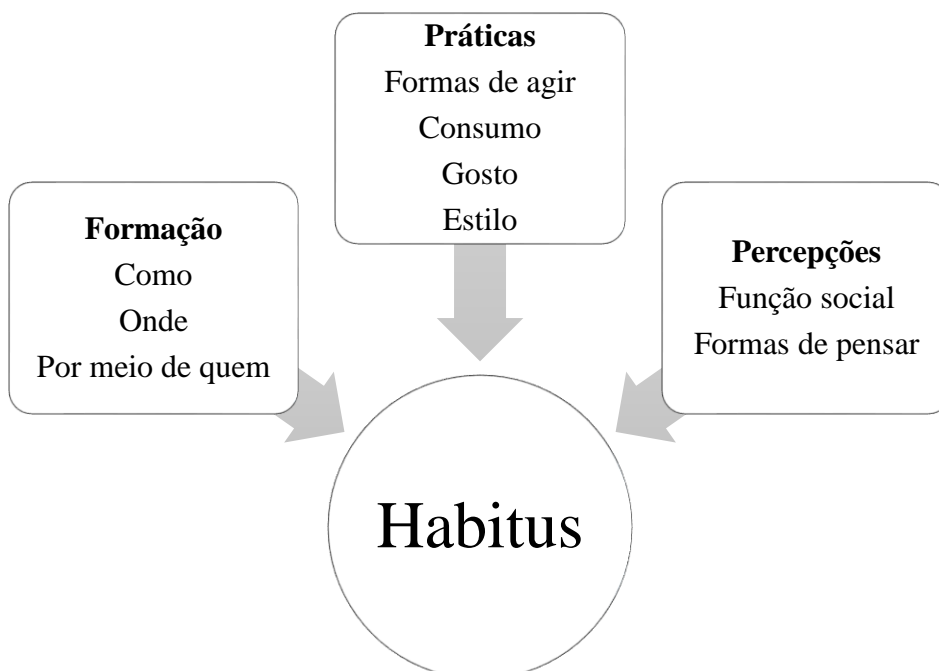 Práticas
Formas de agir
Consumo
Gosto
Estilo
Formação
Como
Onde
Por meio de quem
Percepções
Função social
Formas de pensar
Habitus